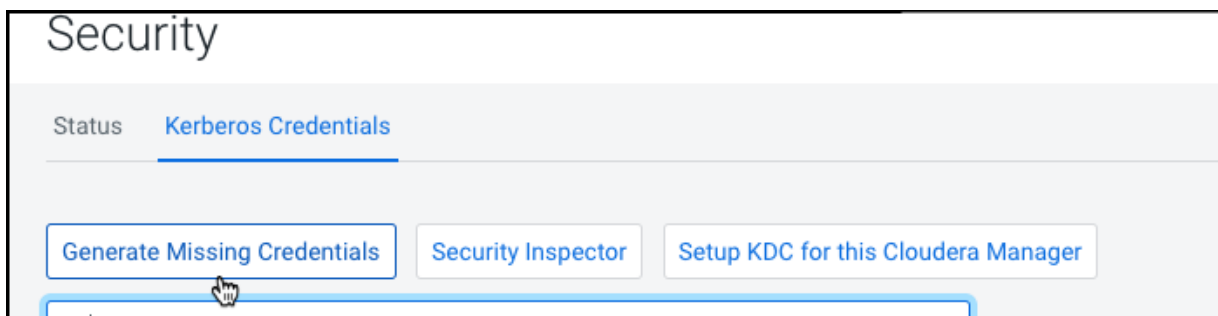 Security
Status Kerberos Credentials
Generate Missing Credentials Security Inspector Setup KDC for this Cloudera Manager